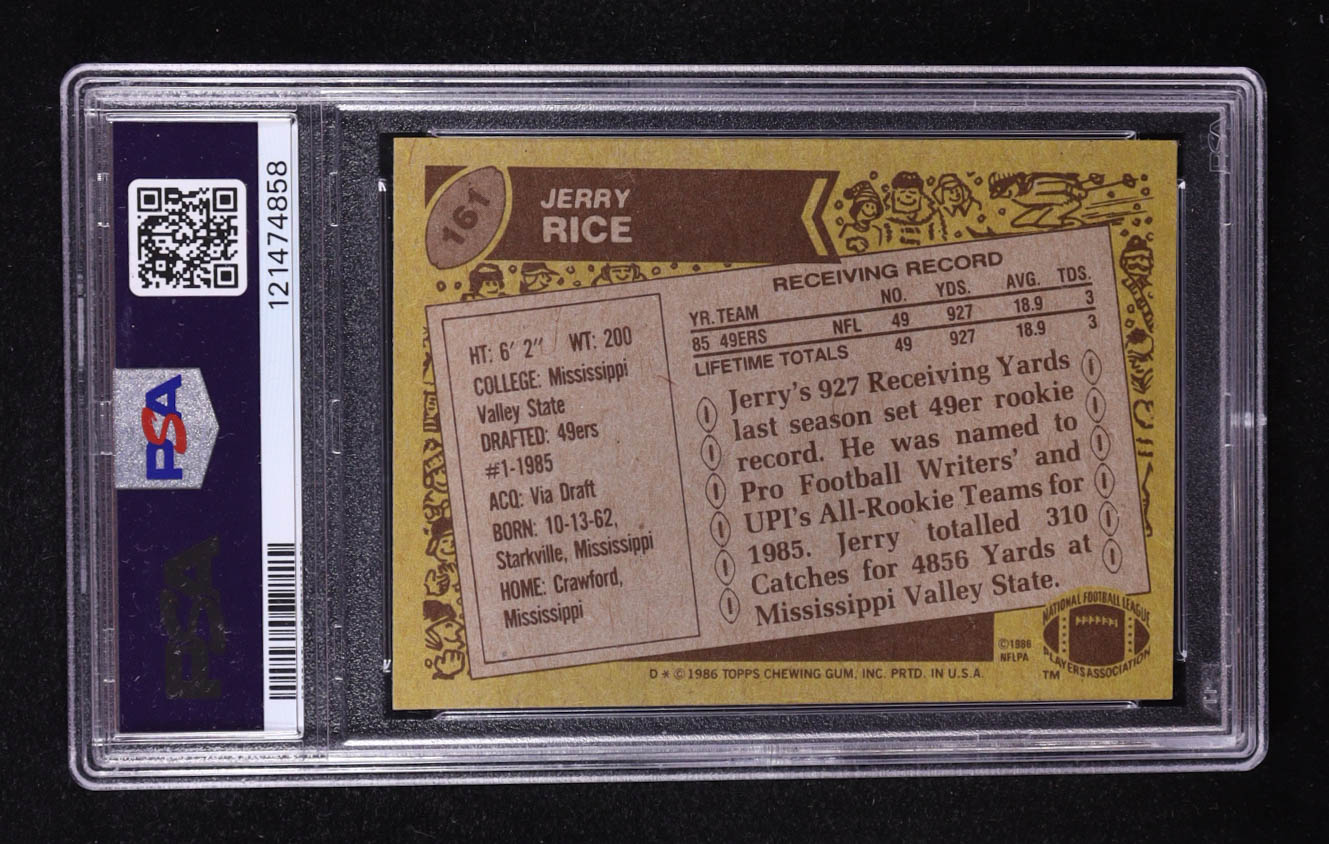 121474858
PSA
PSA
161
JERRY
RICE
RECEIVING RECORD
YR. TEAM NO. YDS. AVG. TDS.
85 49ERS NFL 49 927 18.9 3
LIFETIME TOTALS 49 927 18.9 3
HT: 6′ 2″ WT: 200
COLLEGE: Mississippi
Valley State
DRAFTED: 49ers
#1-1985
ACQ: Via Draft
BORN: 10-13-62,
Starkville, Mississippi
HOME: Crawford,
Mississippi
Jerry's 927 Receiving Yards
last season set 49er rookie
record. He was named to
Pro Football Writers' and
UPI's All-Rookie Teams for
1985. Jerry totalled 310
Catches for 4856 Yards at
Mississippi Valley State.
©1986
NFLPA
NATIONAL FOOTBALL LEAGUE
PLAYERS ASSOCIATION
TM
D * © 1986 TOPPS CHEWING GUM, INC. PRTD. IN U.S.A.
PSA